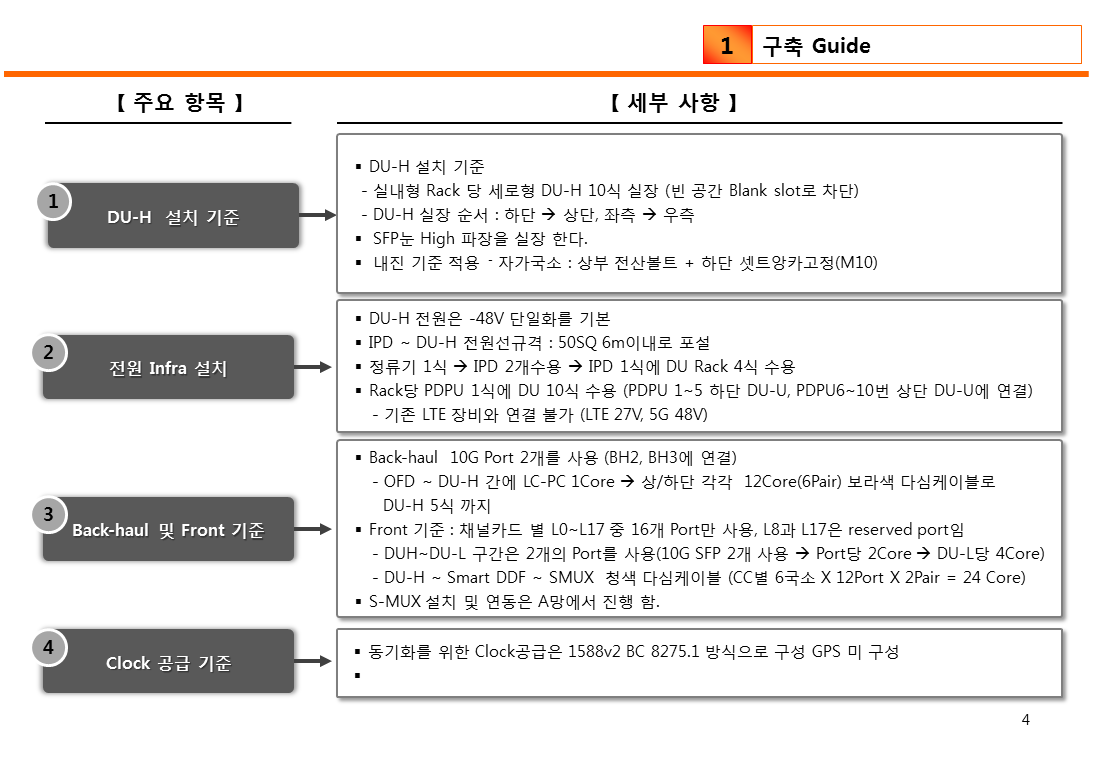 1 구축 Guide
【 주요 항목 】
【 세부 사항 】
1
DU-H 설치 기준
▪ DU-H 설치 기준
- 실내형 Rack 당 세로형 DU-H 10식 실장 (빈 공간 Blank slot로 차단)
- DU-H 실장 순서 : 하단 → 상단, 좌측 → 우측
▪ SFP눈 High 파장을 실장 한다.
▪ 내진 기준 적용 - 자가국소 : 상부 전산볼트 + 하단 셋트앙카고정(M10)
2
전원 Infra 설치
▪ DU-H 전원은 -48V 단일화를 기본
▪ IPD ~ DU-H 전원선규격 : 50SQ 6m이내로 포설
▪ 정류기 1식 → IPD 2개수용 → IPD 1식에 DU Rack 4식 수용
▪ Rack당 PDPU 1식에 DU 10식 수용 (PDPU 1~5 하단 DU-U, PDPU6~10번 상단 DU-U에 연결)
- 기존 LTE 장비와 연결 불가 (LTE 27V, 5G 48V)
3
Back-haul 및 Front 기준
▪ Back-haul 10G Port 2개를 사용 (BH2, BH3에 연결)
- OFD ~ DU-H 간에 LC-PC 1Core → 상/하단 각각 12Core(6Pair) 보라색 다심케이블로
DU-H 5식 까지
▪ Front 기준 : 채널카드 별 L0~L17 중 16개 Port만 사용, L8과 L17은 reserved port임
- DUH~DU-L 구간은 2개의 Port를 사용(10G SFP 2개 사용 → Port당 2Core → DU-L당 4Core)
- DU-H ~ Smart DDF ~ SMUX 청색 다심케이블 (CC별 6국소 X 12Port X 2Pair = 24 Core)
▪ S-MUX 설치 및 연동은 A망에서 진행 함.
4
Clock 공급 기준
▪ 동기화를 위한 Clock공급은 1588v2 BC 8275.1 방식으로 구성 GPS 미 구성
▪
4